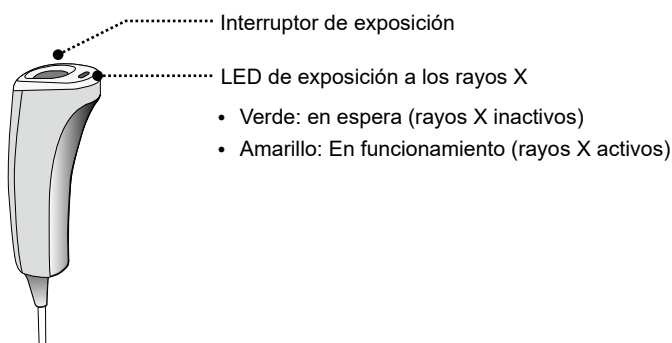 Interruptor de exposición
LED de exposición a los rayos X
• Verde: en espera (rayos X inactivos)
• Amarillo: En funcionamiento (rayos X activos)